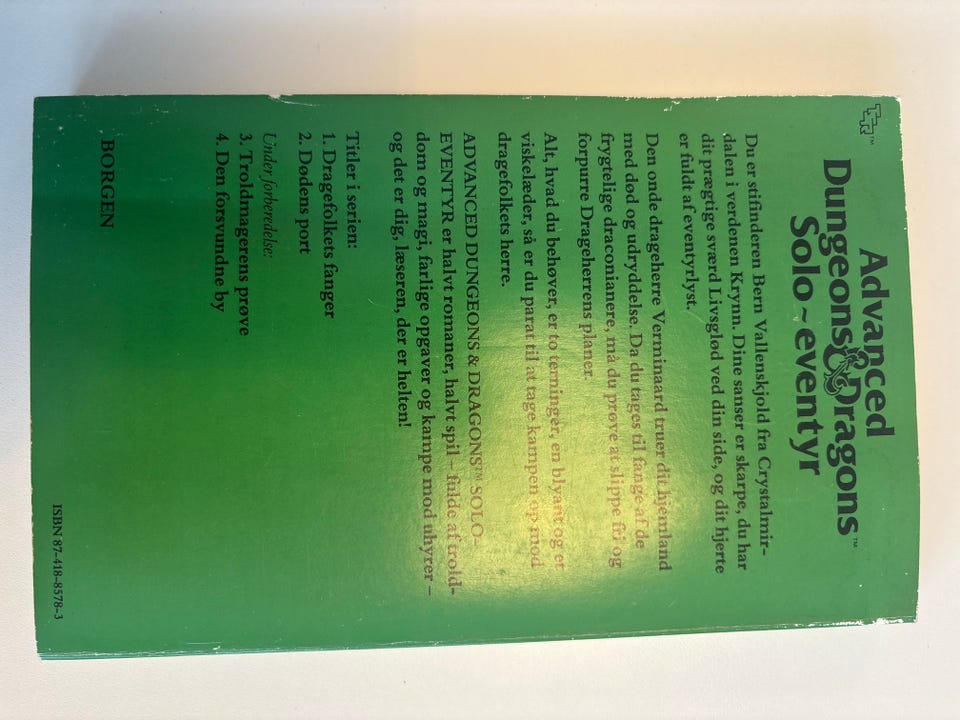 TSR™
Advanced
Dungeons & Dragons™
Solo~eventyr
Du er stifinderen Bern Vallenskjold fra Crystalmir-
dalen i verdenen Krynn. Dine sanser er skarpe, du har
dit prægtige sværd Livsglød ved din side, og dit hjerte
er fuldt af eventyrlyst.
Den onde drageherre Verminaard truer dit hjemland
med død og udryddelse. Da du tages til fange af de
frygtelige draconianere, må du prøve at slippe fri og
forpurre Drageherrens planer.
Alt, hvad du behøver, er to terninger, en blyant og et
viskelæder, så er du parat til at tage kampen op mod
dragefolkets herre.
ADVANCED DUNGEONS & DRAGONS™ SOLO-
EVENTYR er halvt romaner, halvt spil – fulde af trold-
dom og magi, farlige opgaver og kampe mod uhyrer –
og det er dig, læseren, der er helten!
Titler i serien:
1. Dragefolkets fanger
2. Dødens port
Under forberedelse:
3. Troldmagerens prøve
4. Den forsvundne by
BORGEN
ISBN 87-418-8578-3